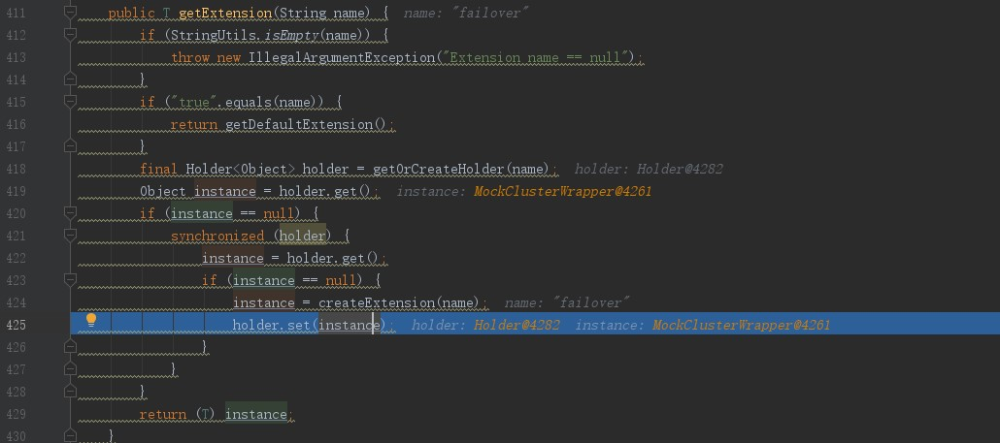 411 public T getExtension(String name) { name: "failover"
412 if (StringUtils.isEmpty(name)) {
413 throw new IllegalArgumentException("Extension name == null");
414 }
415 if ("true".equals(name)) {
416 return getDefaultExtension();
417 }
418 final Holder<Object> holder = getOrCreateHolder(name); holder: Holder@4282
419 Object instance = holder.get(); instance: MockClusterWrapper@4261
420 if (instance == null) {
421 synchronized (holder) {
422 instance = holder.get();
423 if (instance == null) {
424 instance = createExtension(name); name: "failover"
425 holder.set(instance); holder: Holder@4282 instance: MockClusterWrapper@4261
426 }
427 }
428 }
429 return (T) instance;
430 }